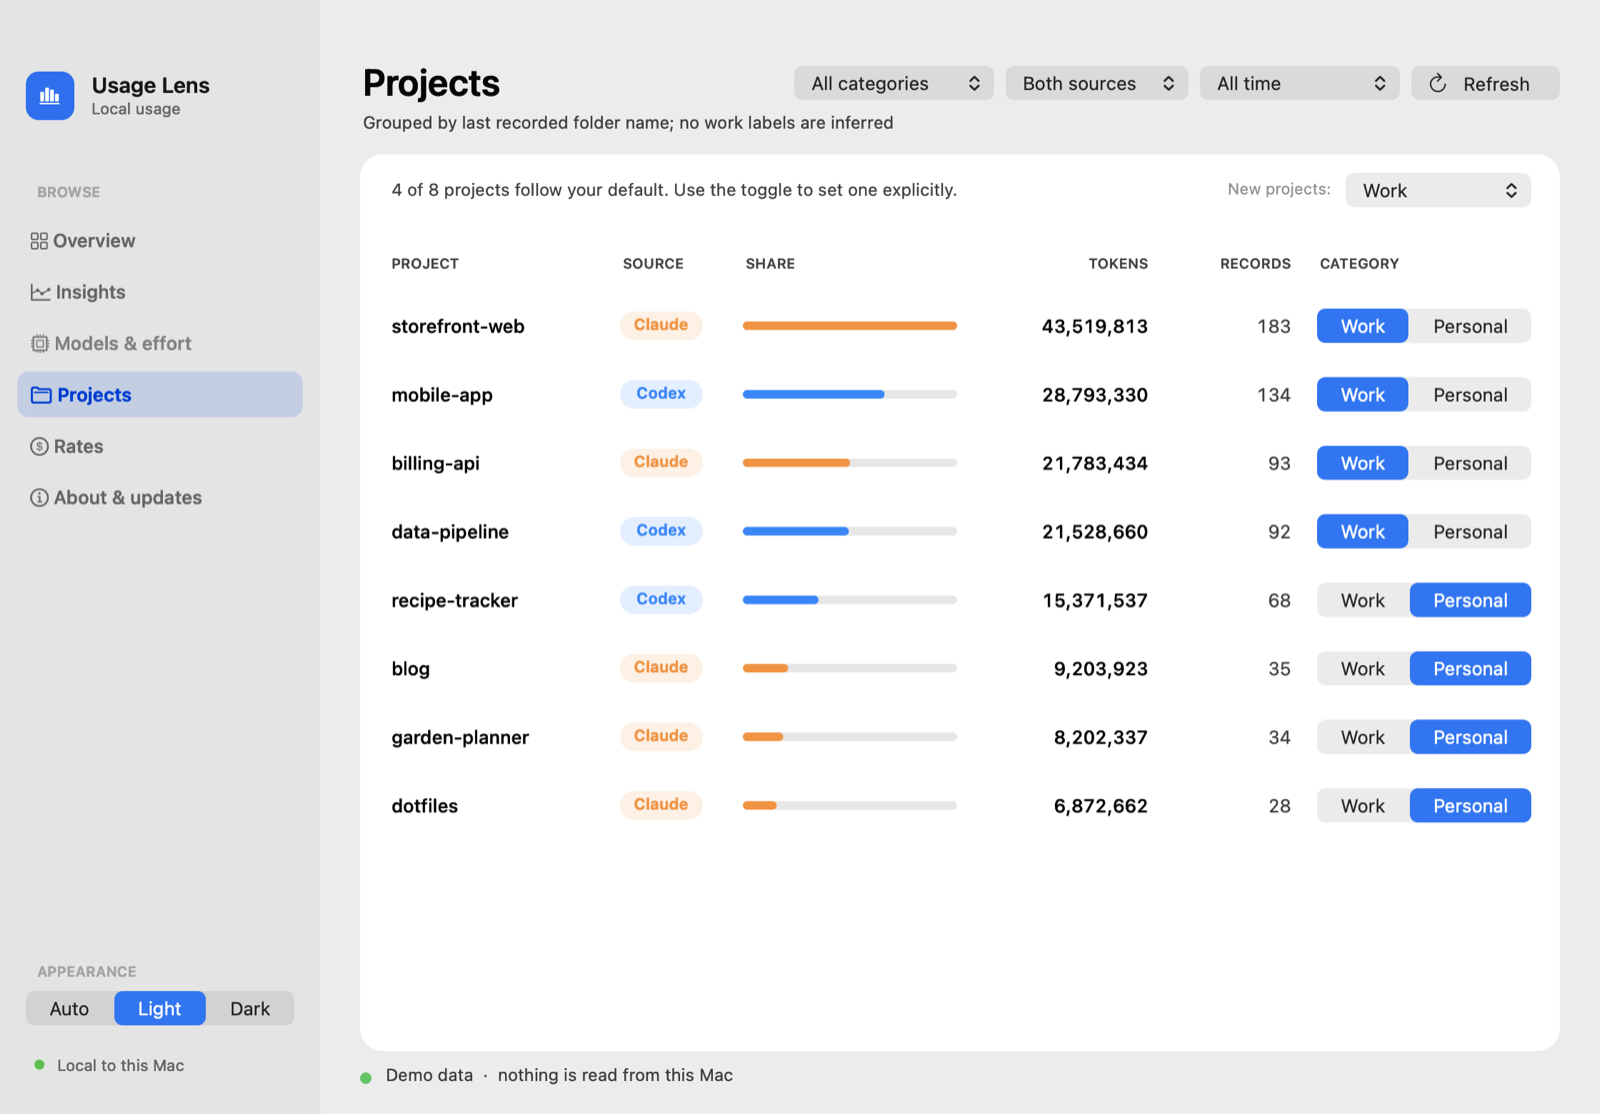 Usage Lens
Local usage
BROWSE
Overview
Insights
Models & effort
Projects
Rates
About & updates
APPEARANCE
Auto Light Dark
Local to this Mac
Projects
All categories Both sources All time Refresh
Grouped by last recorded folder name; no work labels are inferred
4 of 8 projects follow your default. Use the toggle to set one explicitly. New projects: Work
PROJECT SOURCE SHARE TOKENS RECORDS CATEGORY
storefront-web Claude 43,519,813 183 Work Personal
mobile-app Codex 28,793,330 134 Work Personal
billing-api Claude 21,783,434 93 Work Personal
data-pipeline Codex 21,528,660 92 Work Personal
recipe-tracker Codex 15,371,537 68 Work Personal
blog Claude 9,203,923 35 Work Personal
garden-planner Claude 8,202,337 34 Work Personal
dotfiles Claude 6,872,662 28 Work Personal
Demo data · nothing is read from this Mac